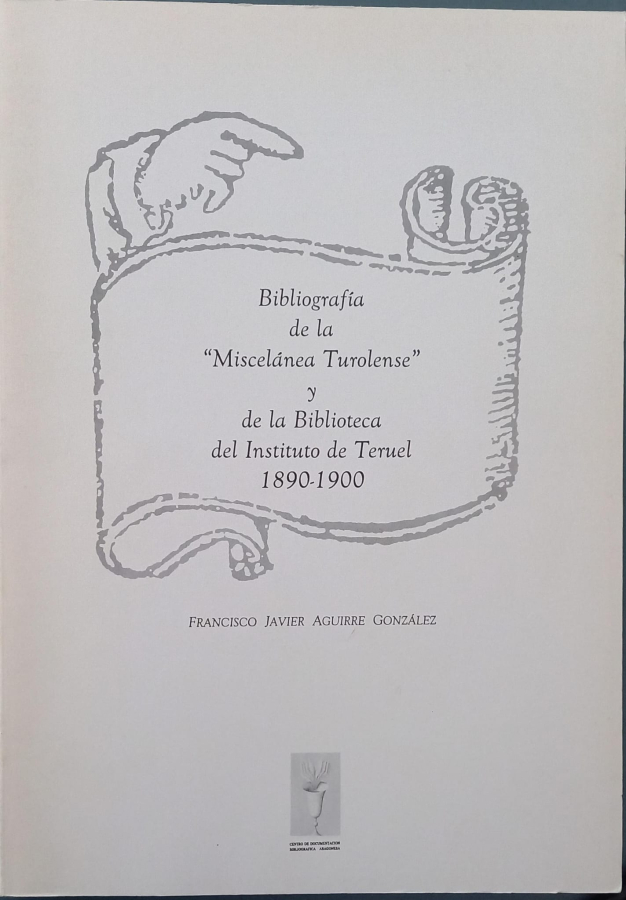 Bibliografía
de la
“Miscelánea Turolense”
y
de la Biblioteca
del Instituto de Teruel
1890-1900
FRANCISCO JAVIER AGUIRRE GONZÁLEZ
CENTRO DE DOCUMENTACION
BIBLIOGRAFICA ARAGONESA